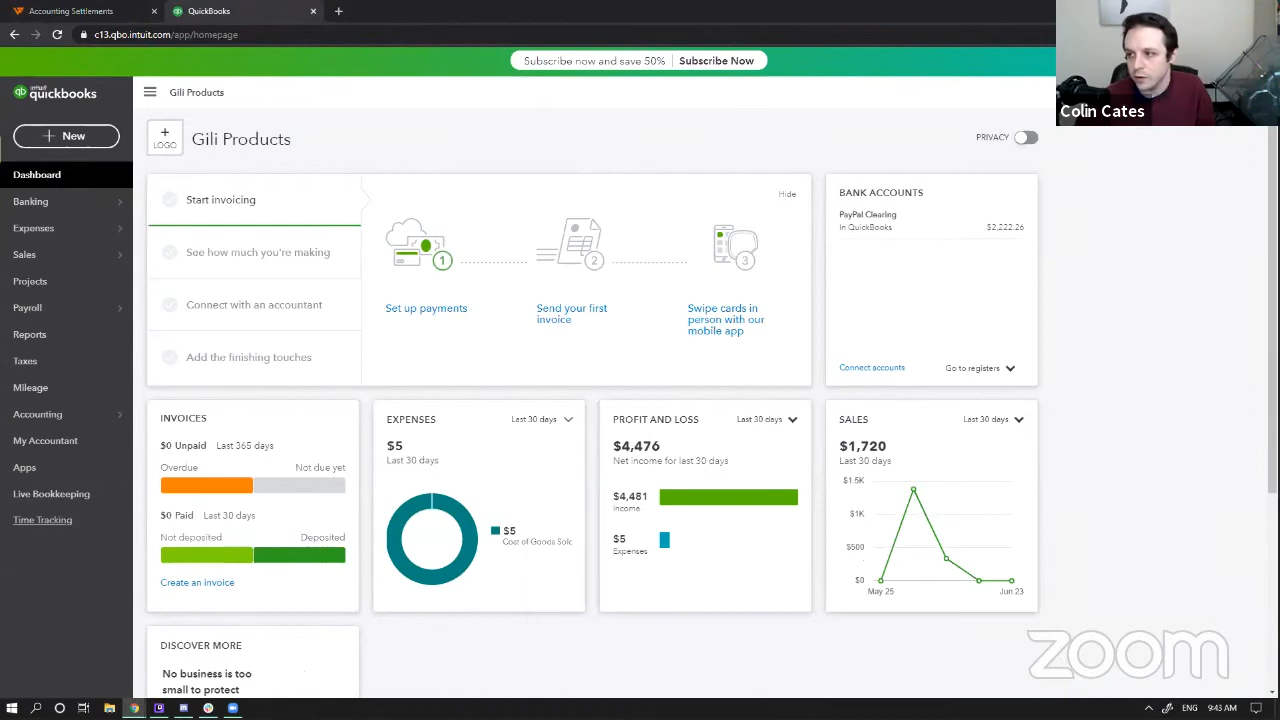 Accounting Settlements
QuickBooks
c13.qbo.intuit.com/app/homepage
Subscribe now and save 50% Subscribe Now
Colin Cates
intuit
quickbooks
New
Dashboard
Banking
Expenses
Sales
Projects
Payroll
Reports
Taxes
Mileage
Accounting
My Accountant
Apps
Live Bookkeeping
Time Tracking
Gili Products
+
LOGO
Gili Products
PRIVACY
Start invoicing
See how much you're making
Connect with an accountant
Add the finishing touches
Hide
1
2
3
Set up payments
Send your first
invoice
Swipe cards in
person with our
mobile app
BANK ACCOUNTS
PayPal Clearing
In QuickBooks $2,222.26
Connect accounts Go to registers
INVOICES
$0 Unpaid Last 365 days
Overdue Not due yet
$0 Paid Last 30 days
Not deposited Deposited
Create an invoice
EXPENSES Last 30 days
$5
Last 30 days
$5
Cost of Goods Solc
PROFIT AND LOSS Last 30 days
$4,476
Net income for last 30 days
$4,481
Income
$5
Expenses
SALES Last 30 days
$1,720
Last 30 days
$1.5K
$1K
$500
$0
May 25 Jun 23
DISCOVER MORE
No business is too
small to protect
zoom
ENG 9:43 AM